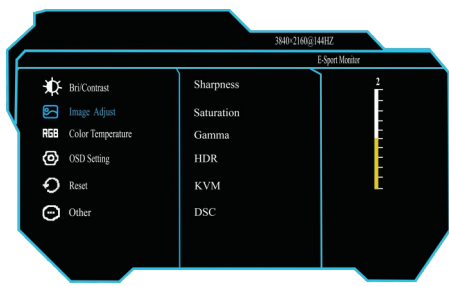 3840×2160@144HZ
E-Sport Monitor
Bri/Contrast
Image Adjust
RGB Color Temperature
OSD Setting
Reset
Other
Sharpness
Saturation
Gamma
HDR
KVM
DSC
2